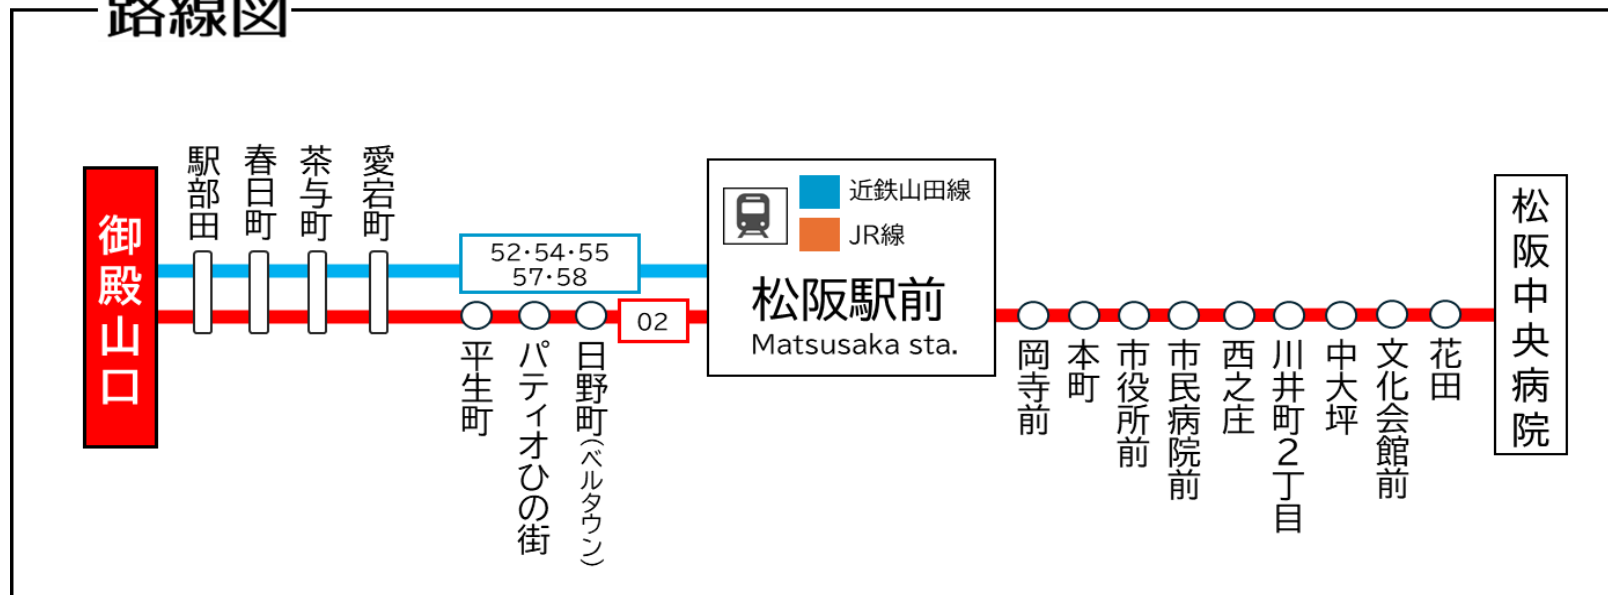 路線図
御殿山口
駅部田
春日町
茶与町
愛宕町
52・54・55
57・58
平生町
パティオひの街
日野町(ベルタウン)
02
近鉄山田線
JR線
松阪駅前
Matsusaka sta.
岡寺前
本町
市役所前
市民病院前
西之庄
川井町2丁目
中大坪
文化会館前
花田
松阪中央病院